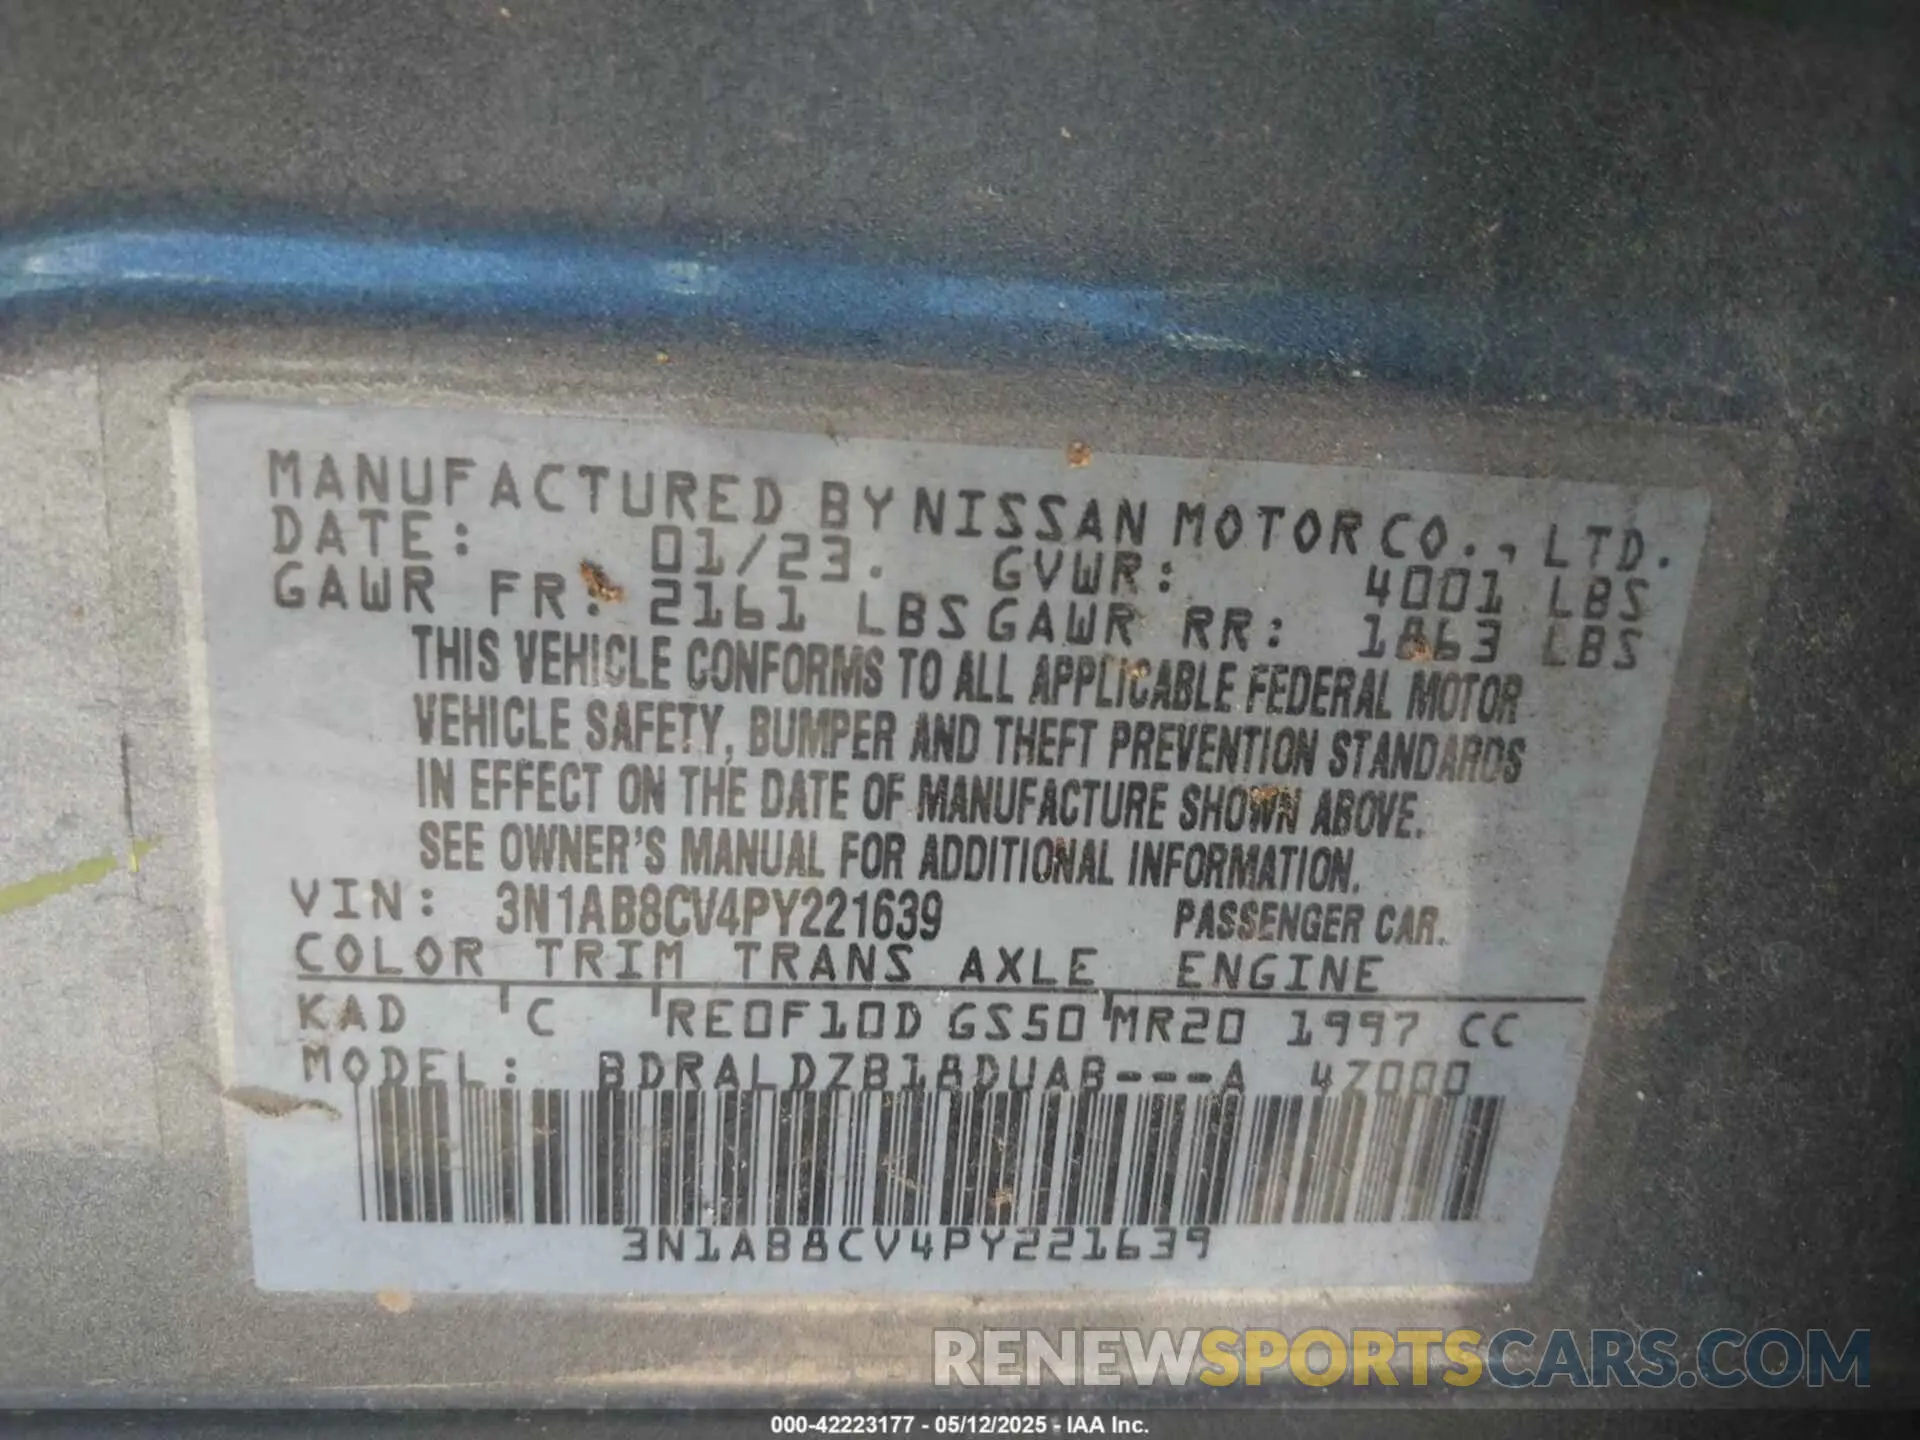 MANUFACTURED BY NISSAN MOTOR CO., LTD.
DATE: 01/23. GVWR: 4001 LBS
GAWR FR: 2161 LBS GAWR RR: 1863 LBS
THIS VEHICLE CONFORMS TO ALL APPLICABLE FEDERAL MOTOR
VEHICLE SAFETY, BUMPER AND THEFT PREVENTION STANDARDS
IN EFFECT ON THE DATE OF MANUFACTURE SHOWN ABOVE.
SEE OWNER'S MANUAL FOR ADDITIONAL INFORMATION.
VIN: 3N1AB8CV4PY221639 PASSENGER CAR.
COLOR TRIM TRANS AXLE ENGINE
KAD C RE0F10D GS50 MR20 1997 CC
MODEL: BDRALDZB18DUAB---A 4Z000
3N1AB8CV4PY221639
RENEWSPORTSCARS.COM
000-42223177 - 05/12/2025 - IAA Inc.